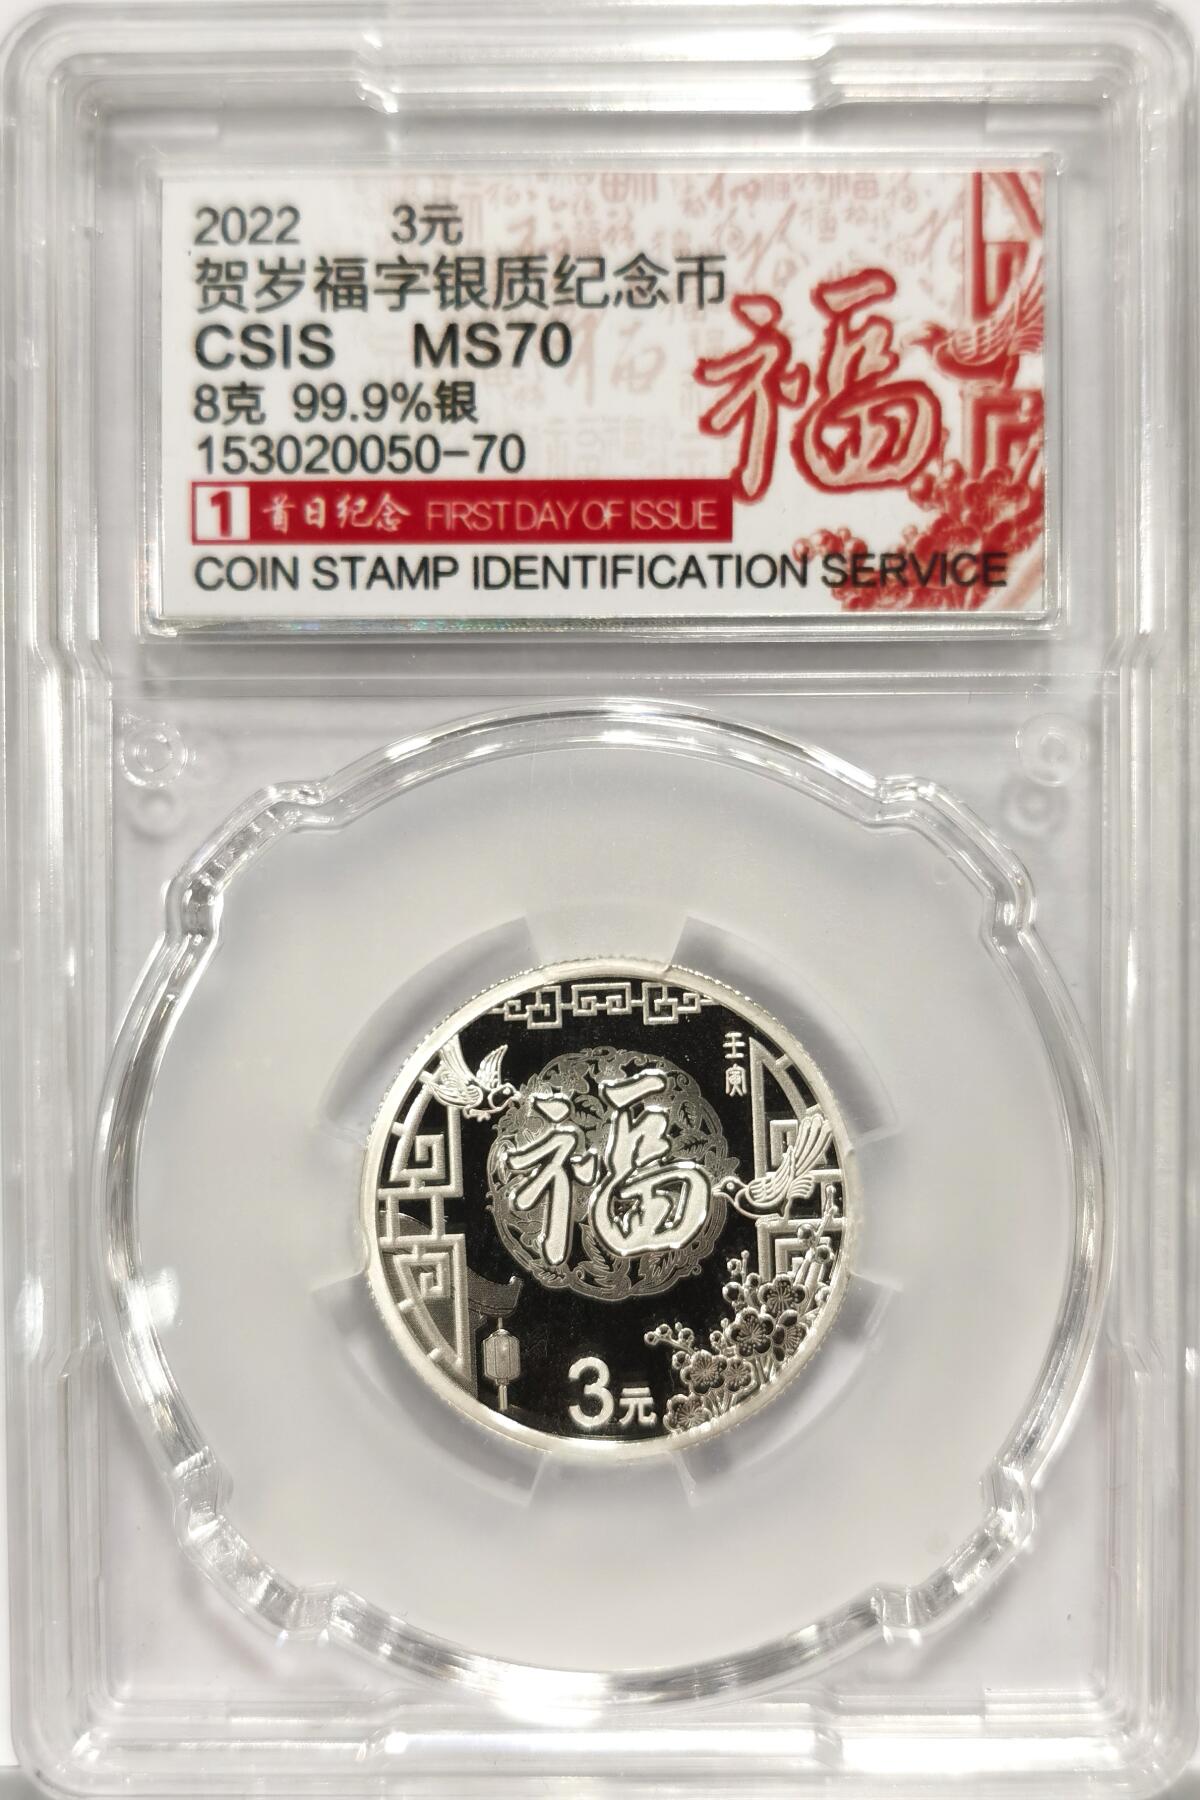 2022 3元
贺岁福字银质纪念币
CSIS MS70
8克 99.9%银
153020050-70
1 首日纪念 FIRST DAY OF ISSUE
COIN STAMP IDENTIFICATION SERVICE
福
壬寅
福
3元